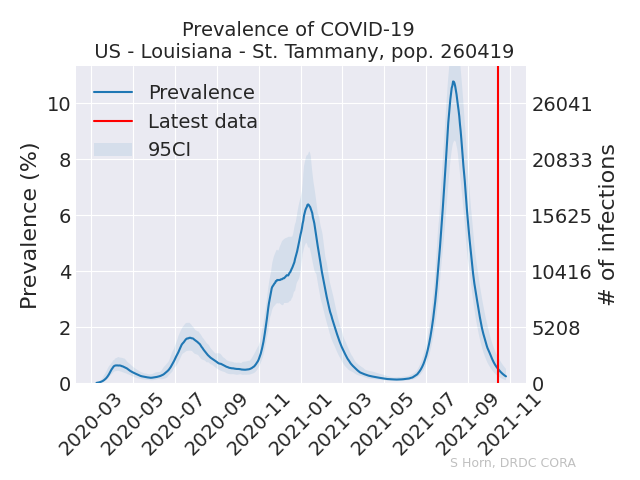 Prevalence of COVID-19
US - Louisiana - St. Tammany, pop. 260419
Prevalence
Latest data
95CI
Prevalence (%)
10
8
6
4
2
0
26041
20833
15625
10416
5208
0
# of infections
2020-03
2020-05
2020-07
2020-09
2020-11
2021-01
2021-03
2021-05
2021-07
2021-09
2021-11
S Horn, DRDC CORA